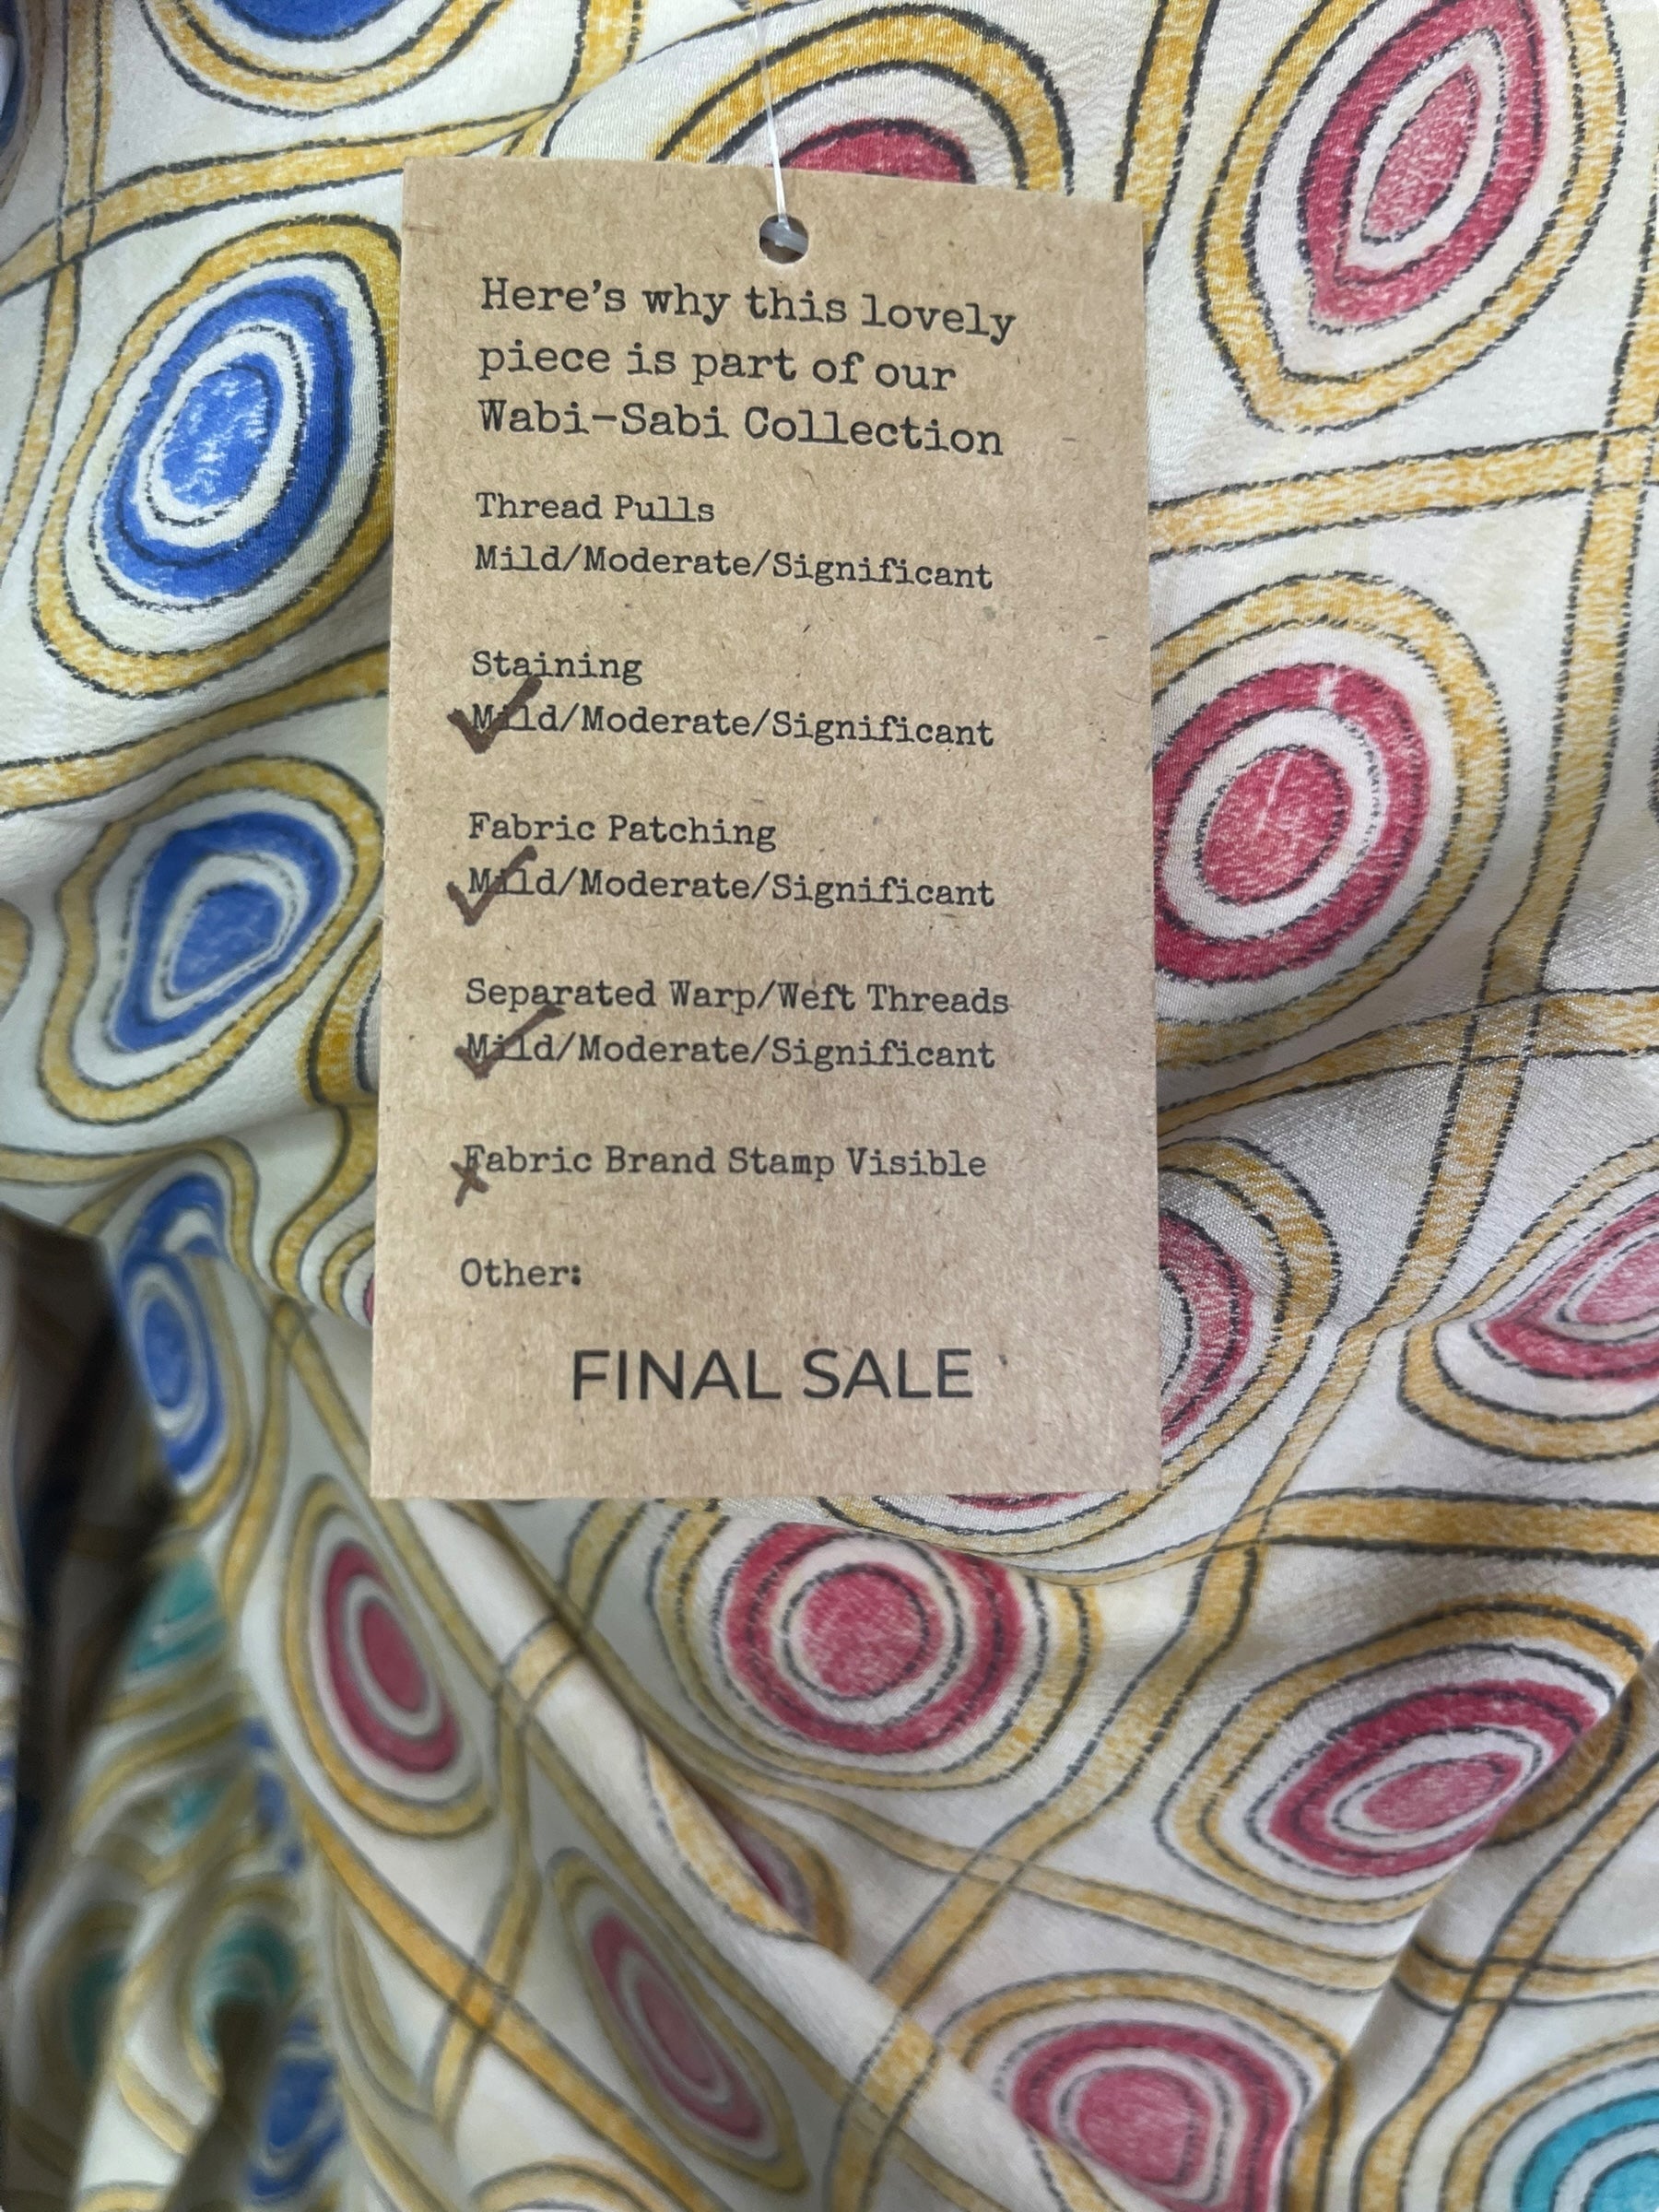 Here's why this lovely
piece is part of our
Wabi-Sabi Collection
Thread Pulls
Mild/Moderate/Significant
Staining
✓Mild/Moderate/Significant
Fabric Patching
✓Mild/Moderate/Significant
Separated Warp/Weft Threads
✓Mild/Moderate/Significant
xFabric Brand Stamp Visible
Other:
FINAL SALE